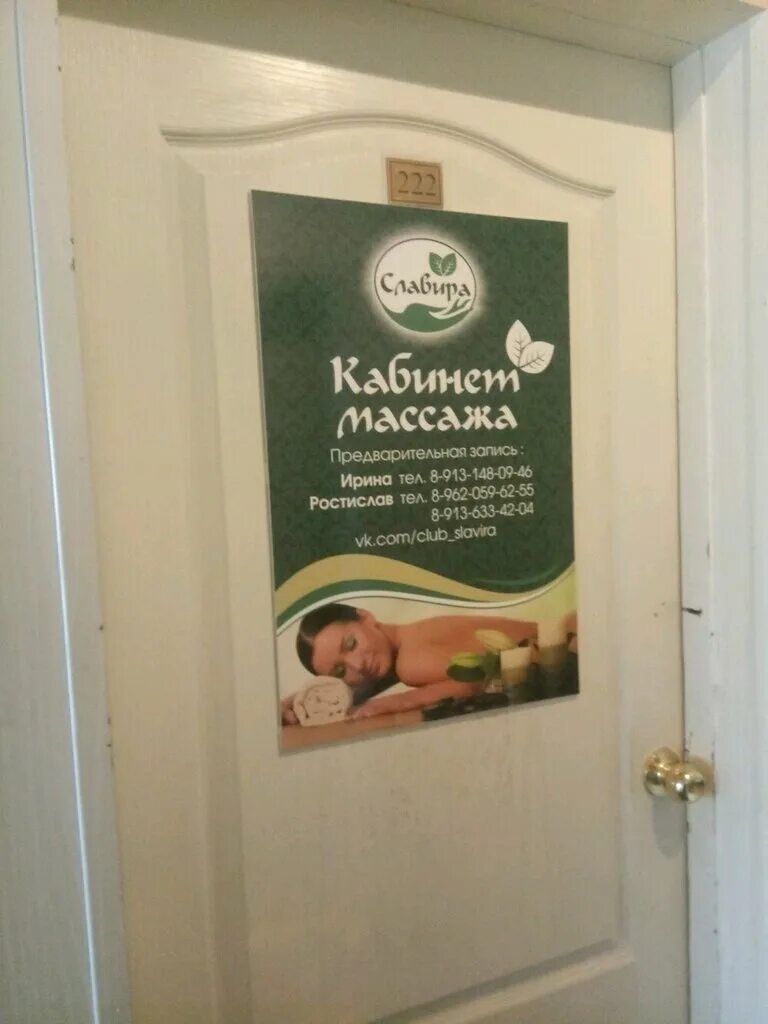 222
Славира
Кабинет
массажа
Предварительная запись :
Ирина тел. 8-913-148-09-46
Ростислав тел. 8-962-059-62-55
8-913-633-42-04
vk.com/club_slavira